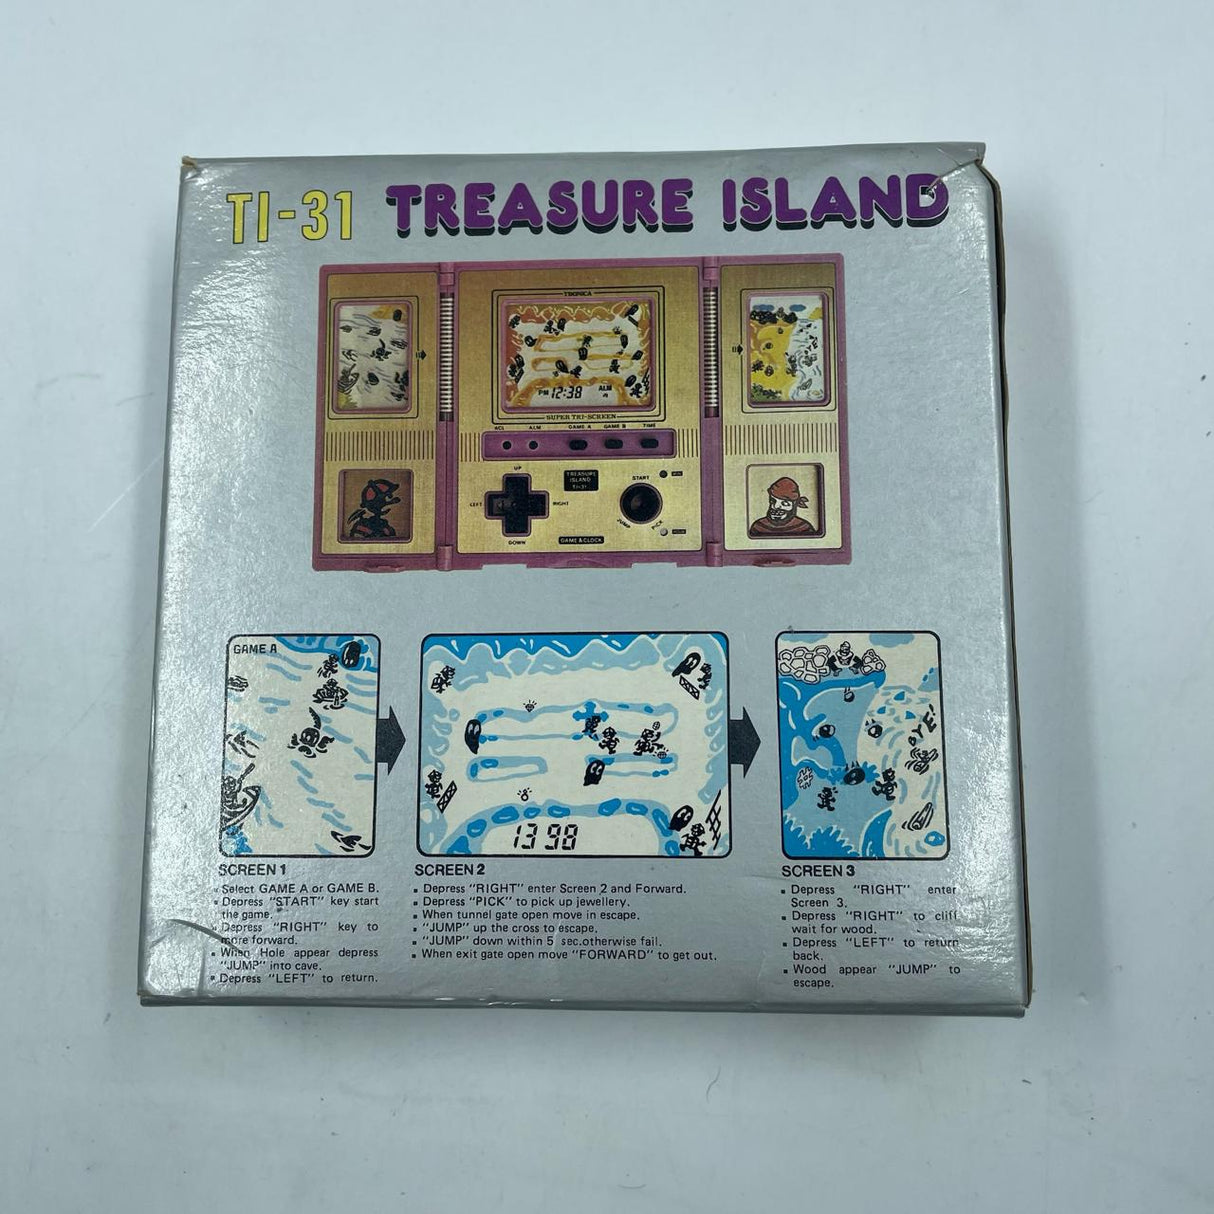 TI-31 TREASURE ISLAND
TRONICA
PM 12:38 ALM
SUPER TRI-SCREEN
ACL ALM GAME A GAME B TIME
UP
LEFT
RIGHT
DOWN
TREASURE
ISLAND
TI-31
START
JUMP
PICK
GAME & CLOCK
GAME A
13 98
BYE!
SCREEN 1
Select GAME A or GAME B.
Depress "START" key start
the game.
Depress "RIGHT" key to
more forward.
When Hole appear depress
"JUMP" into cave.
Depress "LEFT" to return.
SCREEN 2
Depress "RIGHT" enter Screen 2 and Forward.
Depress "PICK" to pick up jewellery.
When tunnel gate open move in escape.
"JUMP" up the cross to escape.
"JUMP" down within 5 sec.otherwise fail.
When exit gate open move "FORWARD" to get out.
SCREEN 3
Depress "RIGHT" enter
Screen 3.
Depress "RIGHT" to cliff
wait for wood.
Depress "LEFT" to return
back.
Wood appear "JUMP" to
escape.